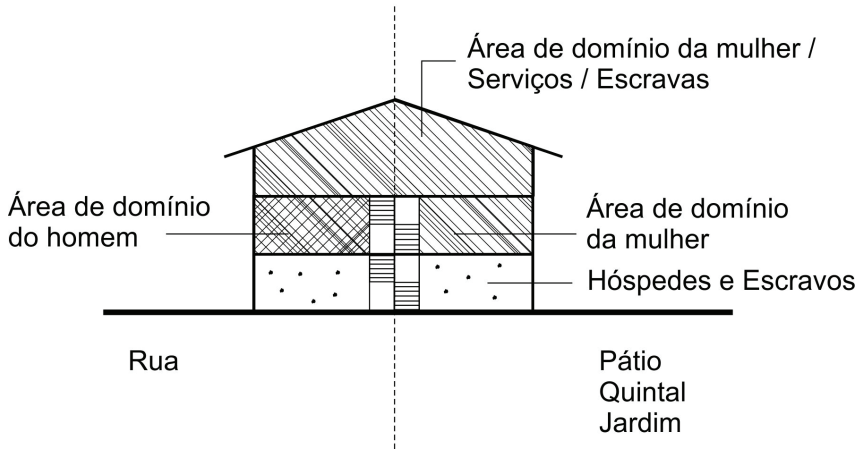 Área de domínio da mulher /
Serviços / Escravas
Área de domínio
do homem
Área de domínio
da mulher
Hóspedes e Escravos
Rua
Pátio
Quintal
Jardim